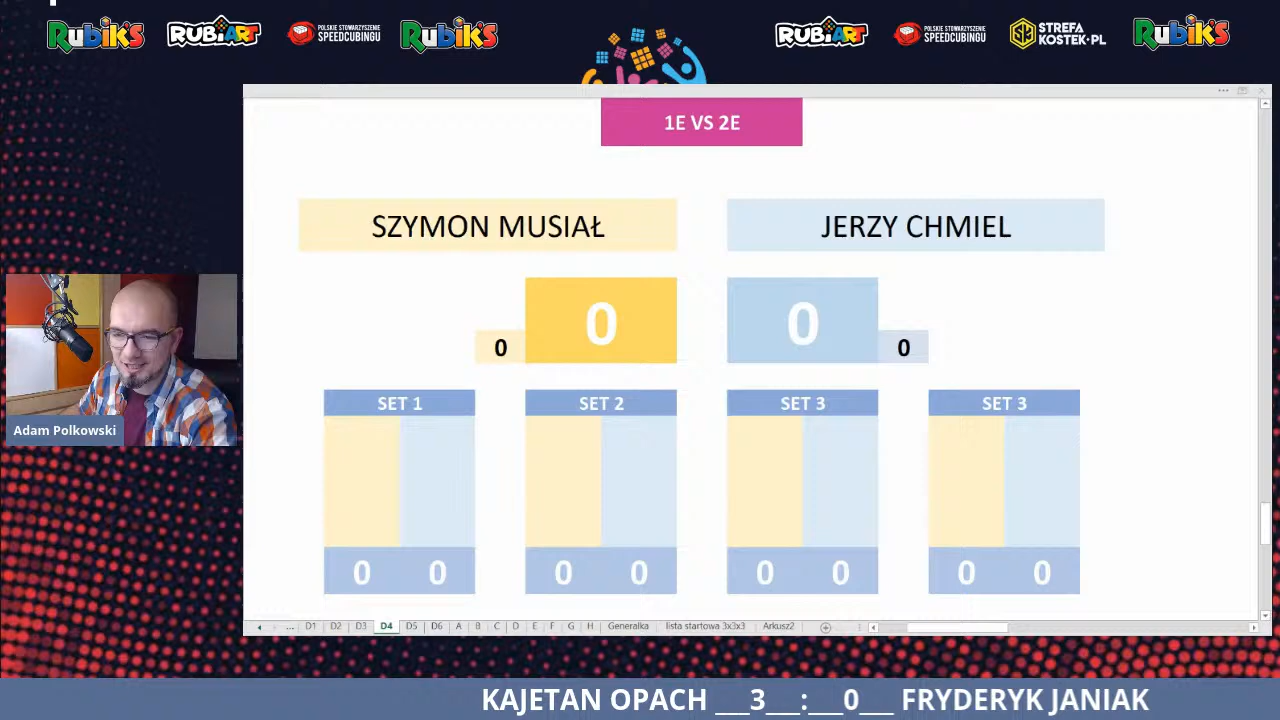 RUBIK'S RUBIART POLSKIE STOWARZYSZENIE SPEEDCUBINGU RUBIK'S RUBIART POLSKIE STOWARZYSZENIE SPEEDCUBINGU STREFA KOSTEK.PL RUBIK'S
1E VS 2E
SZYMON MUSIAŁ JERZY CHMIEL
0 0 0 0
SET 1 SET 2 SET 3 SET 3
0 0 0 0 0 0 0 0
Adam Polkowski
... D1 D2 D3 D4 D5 D6 A B C D E F G H Generalka lista startowa 3x3x3 Arkusz2
KAJETAN OPACH ___3___:___0___ FRYDERYK JANIAK